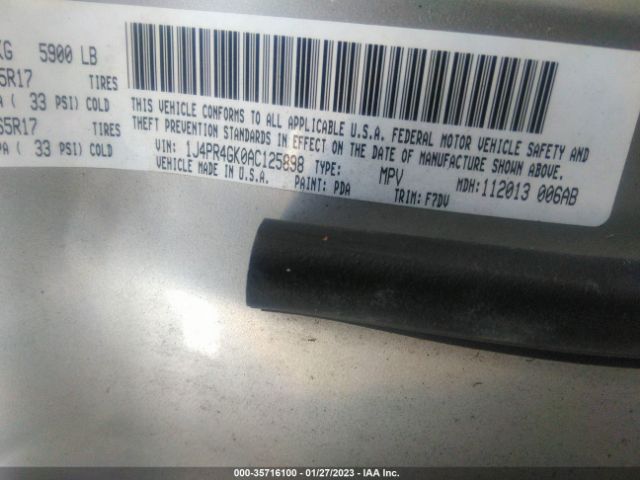 KG 5900 LB
5R17 TIRES
A ( 33 PSI) COLD
S5R17 TIRES
PA ( 33 PSI) COLD
THIS VEHICLE CONFORMS TO ALL APPLICABLE U.S.A. FEDERAL MOTOR VEHICLE SAFETY AND
THEFT PREVENTION STANDARDS IN EFFECT ON THE DATE OF MANUFACTURE SHOWN ABOVE.
VIN: 1J4PR4GK0AC125898 TYPE: MPV MDH:112013 006AB
VEHICLE MADE IN U.S.A. PAINT: PDA TRIM: F7DV
000-35716100 - 01/27/2023 - IAA Inc.